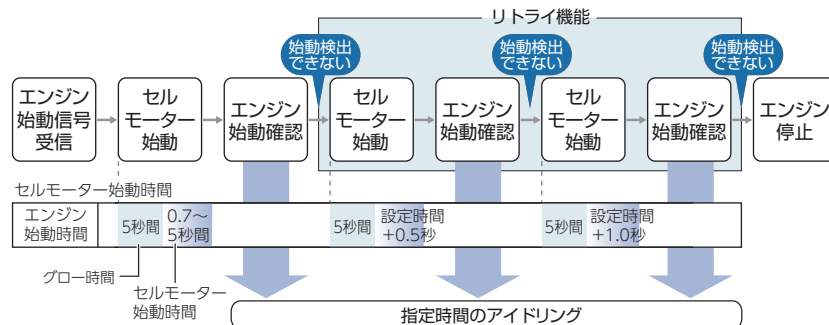 リトライ機能
始動検出
できない
始動検出
できない
始動検出
できない
エンジン
始動信号
受信
セル
モーター
始動
エンジン
始動確認
セル
モーター
始動
エンジン
始動確認
セル
モーター
始動
エンジン
始動確認
エンジン
停止
セルモーター始動時間
エンジン
始動時間
5秒間
0.7～
5秒間
5秒間
設定時間
+0.5秒
5秒間
設定時間
+1.0秒
グロー時間
セルモーター
始動時間
指定時間のアイドリング